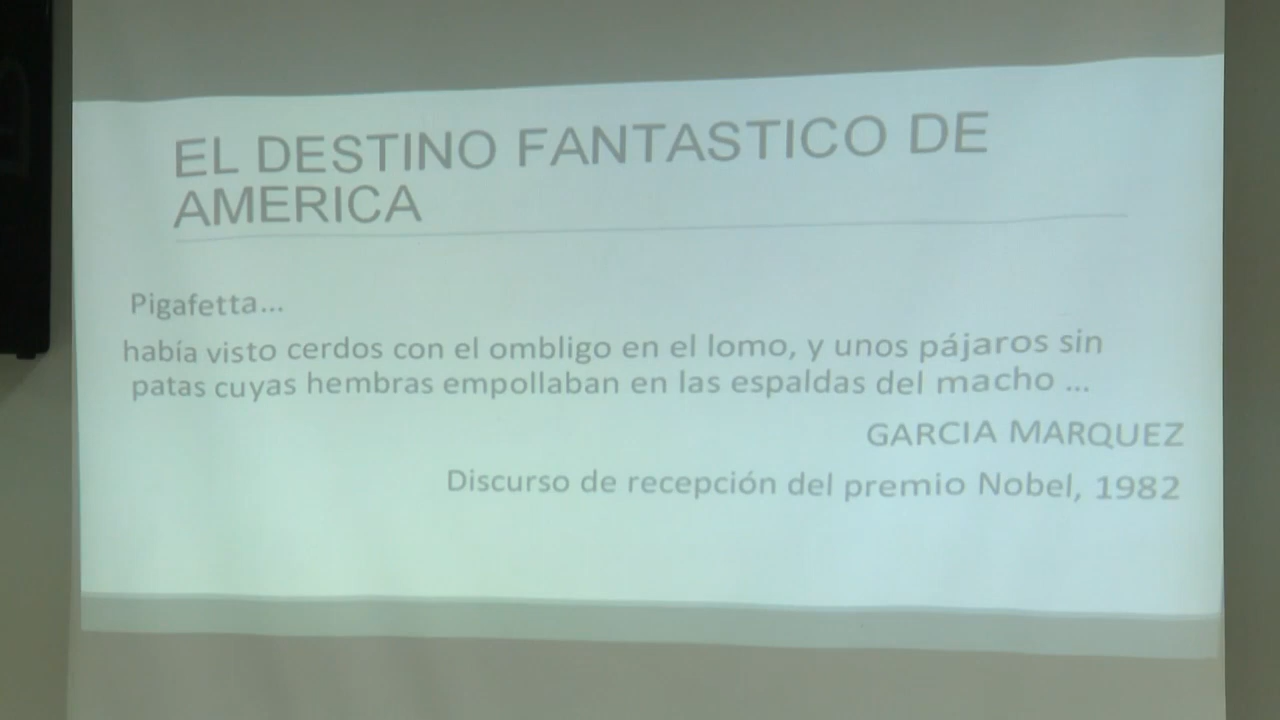 EL DESTINO FANTASTICO DE
AMERICA
Pigafetta...
había visto cerdos con el ombligo en el lomo, y unos pájaros sin
patas cuyas hembras empollaban en las espaldas del macho ...
GARCIA MARQUEZ
Discurso de recepción del premio Nobel, 1982